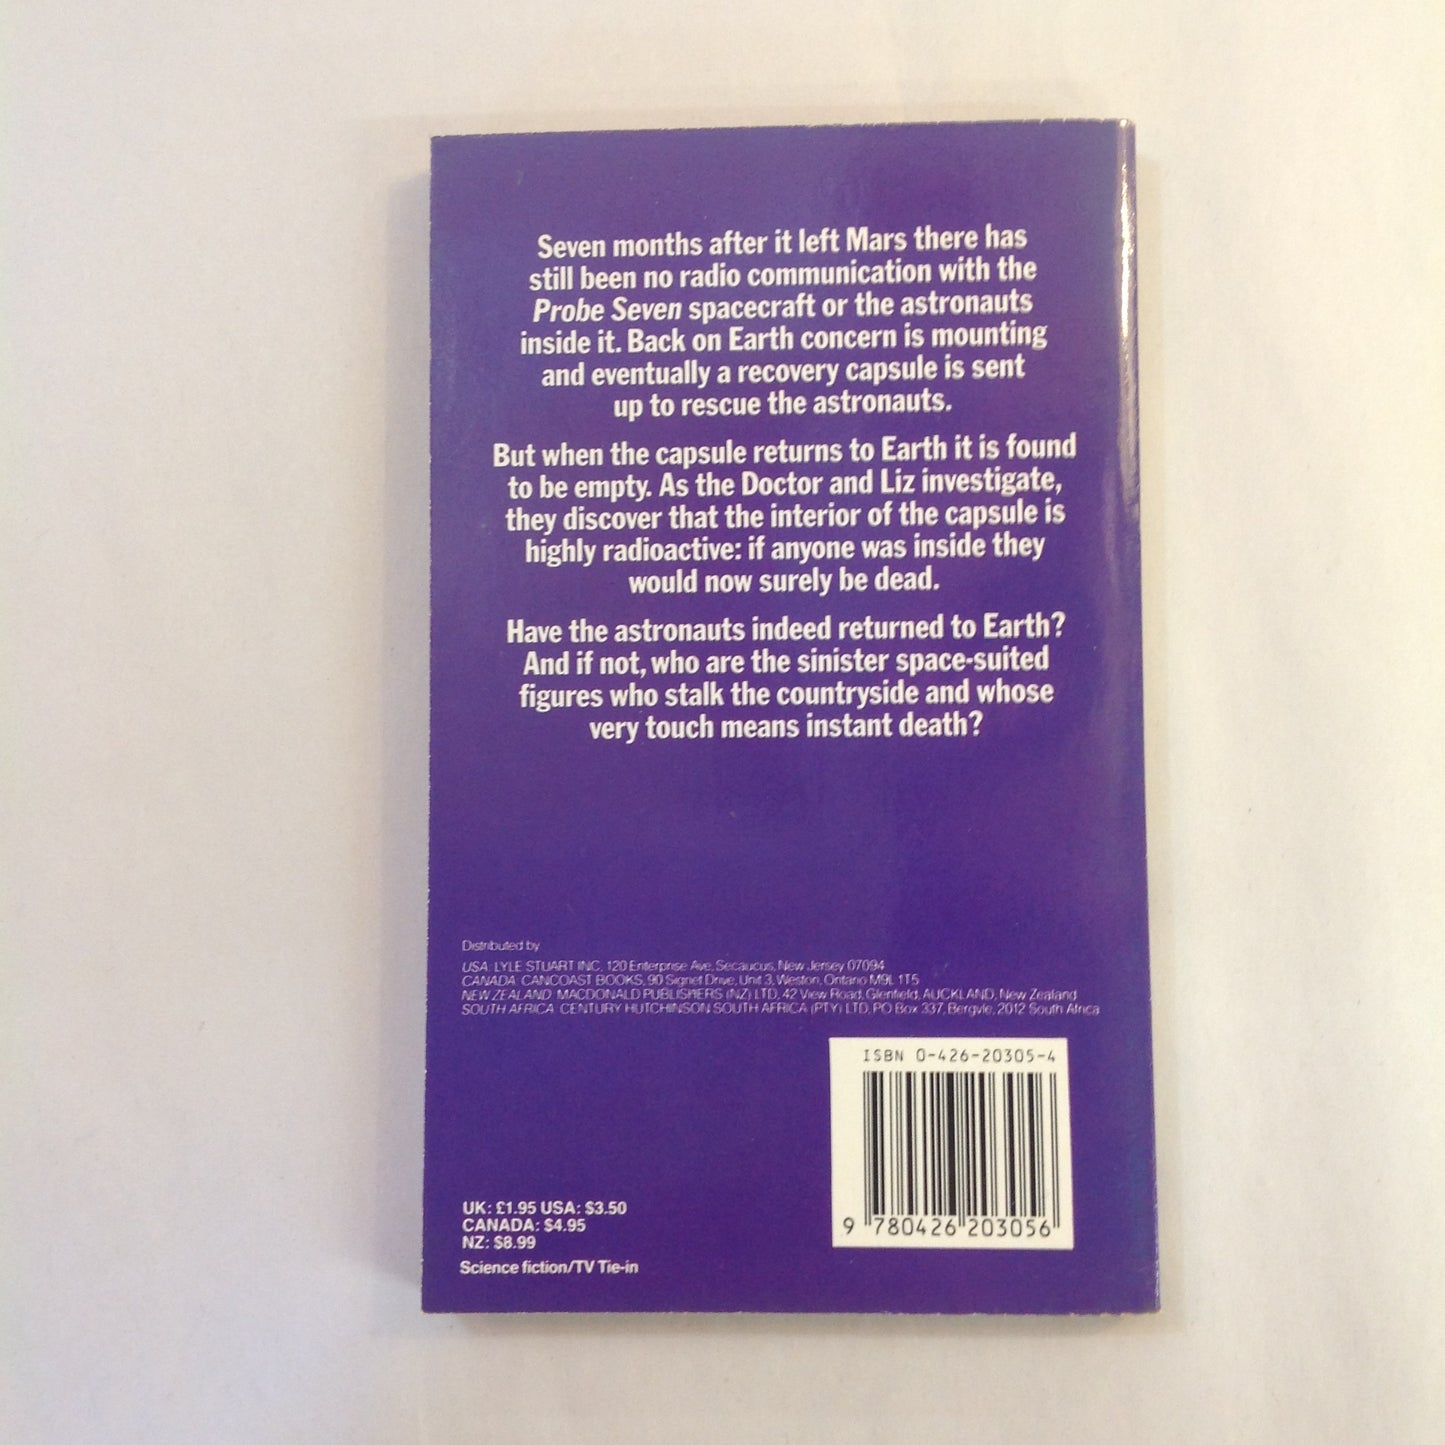 Seven months after it left Mars there has
still been no radio communication with the
Probe Seven spacecraft or the astronauts
inside it. Back on Earth concern is mounting
and eventually a recovery capsule is sent
up to rescue the astronauts.
But when the capsule returns to Earth it is found
to be empty. As the Doctor and Liz investigate,
they discover that the interior of the capsule is
highly radioactive: if anyone was inside they
would now surely be dead.
Have the astronauts indeed returned to Earth?
And if not, who are the sinister space-suited
figures who stalk the countryside and whose
very touch means instant death?
Distributed by
USA: LYLE STUART INC, 120 Enterprise Ave, Secaucus, New Jersey 07094
CANADA: CANCOAST BOOKS, 90 Signet Drive, Unit 3, Weston, Ontario M9L 1T5
NEW ZEALAND: MACDONALD PUBLISHERS (NZ) LTD, 42 View Road, Glenfield, AUCKLAND, New Zealand
SOUTH AFRICA: CENTURY HUTCHINSON SOUTH AFRICA (PTY) LTD, PO Box 337, Bergvle, 2012 South Africa
ISBN 0-426-20305-4
9 780426 203056
UK: £1.95 USA: $3.50
CANADA: $4.95
NZ: $8.99
Science fiction/TV Tie-in